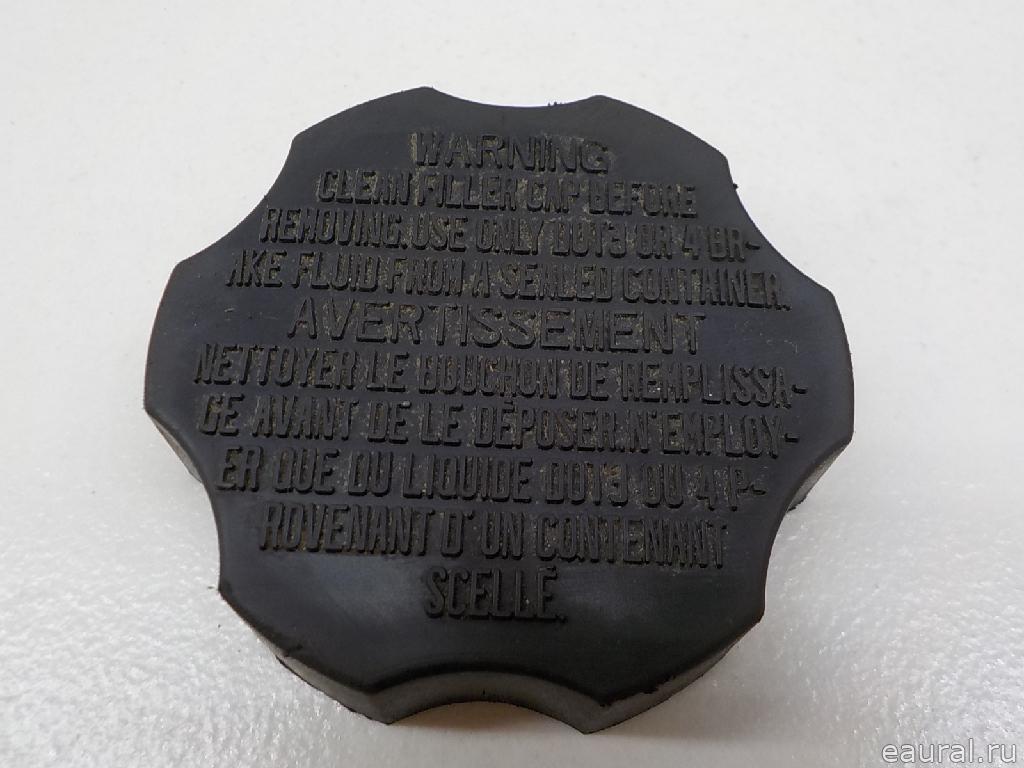 WARNING
CLEAN FILLER CAP BEFORE
REMOVING.USE ONLY DOT3 OR 4 BR-
AKE FLUID FROM A SEALED CONTAINER.
AVERTISSEMENT
NETTOYER LE BOUCHON DE REMPLISSA-
GE AVANT DE LE DÉPOSER.N'EMPLOY-
ER QUE DU LIQUIDE DOT3 OU 4 P-
ROVENANT D'UN CONTENANT
SCELLÉ.
eaural.ru